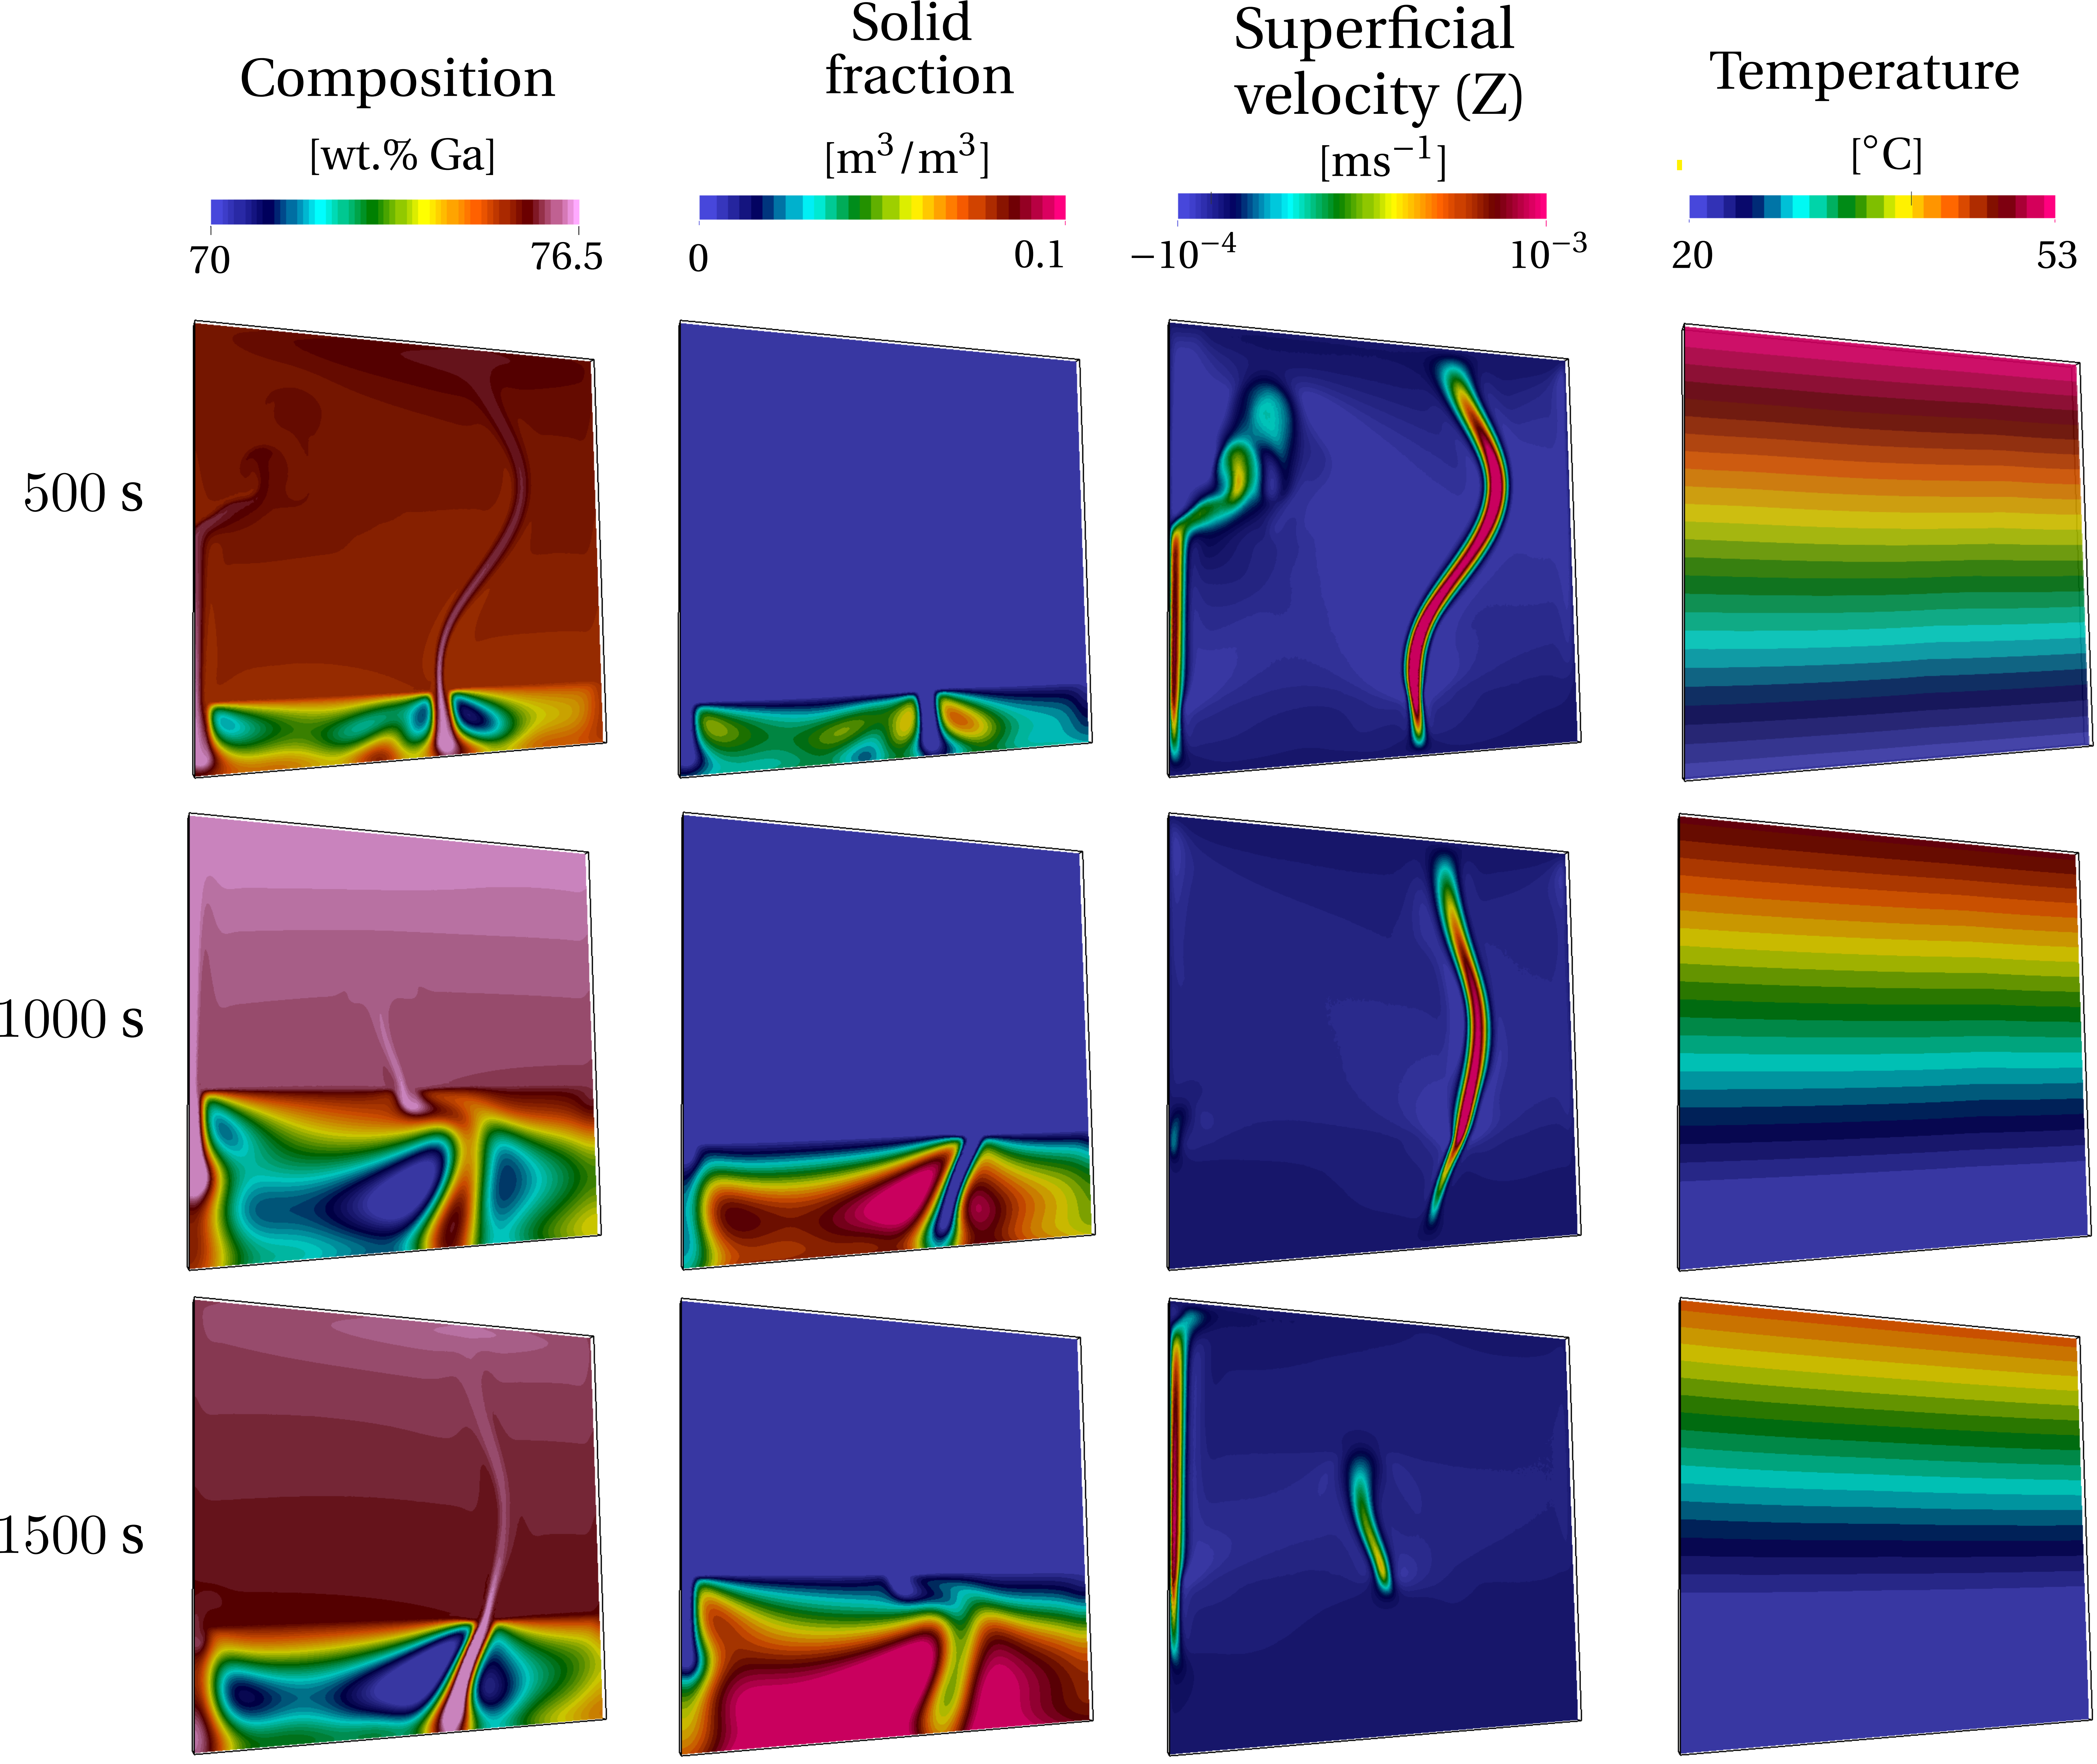 Composition
[wt.% Ga]
70 76.5
Solid
fraction
[m³/m³]
0 0.1
Superficial
velocity (Z)
[ms⁻¹]
−10⁻⁴ 10⁻³
Temperature
[°C]
20 53
500 s
1000 s
1500 s